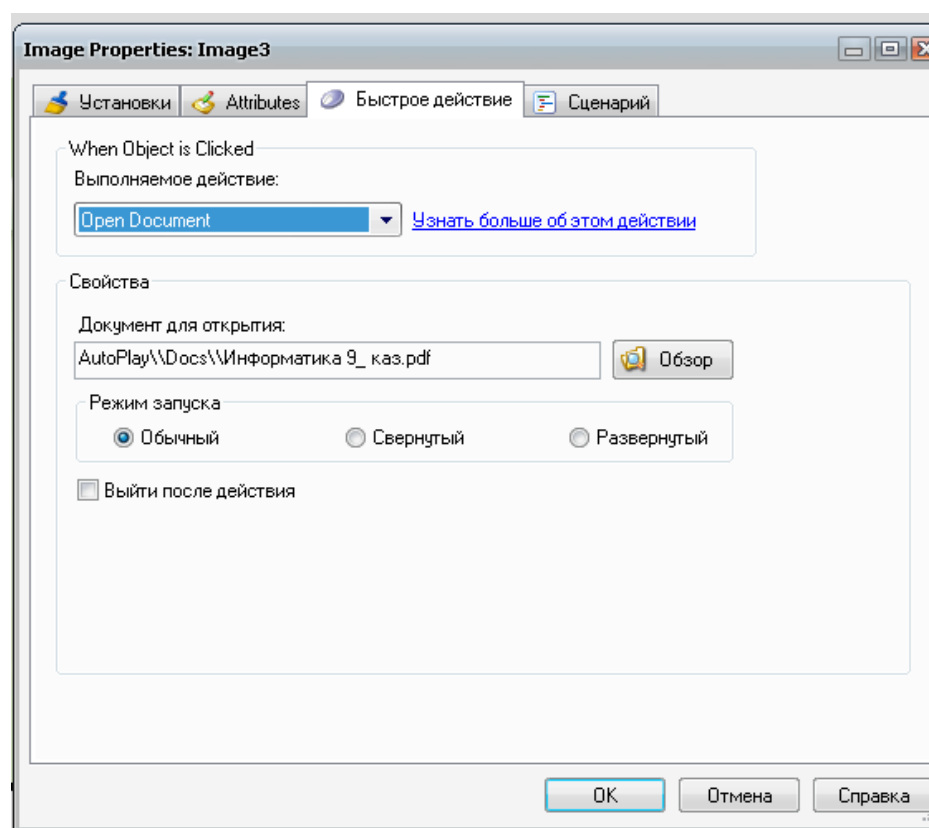 Image Properties: Image3
Установки Attributes Быстрое действие Сценарий
When Object is Clicked
Выполняемое действие:
Open Document Узнать больше об этом действии
Свойства
Документ для открытия:
AutoPlay\\Docs\\Информатика 9_ каз.pdf Обзор
Режим запуска
Обычный Свернутый Развернутый
Выйти после действия
OK Отмена Справка